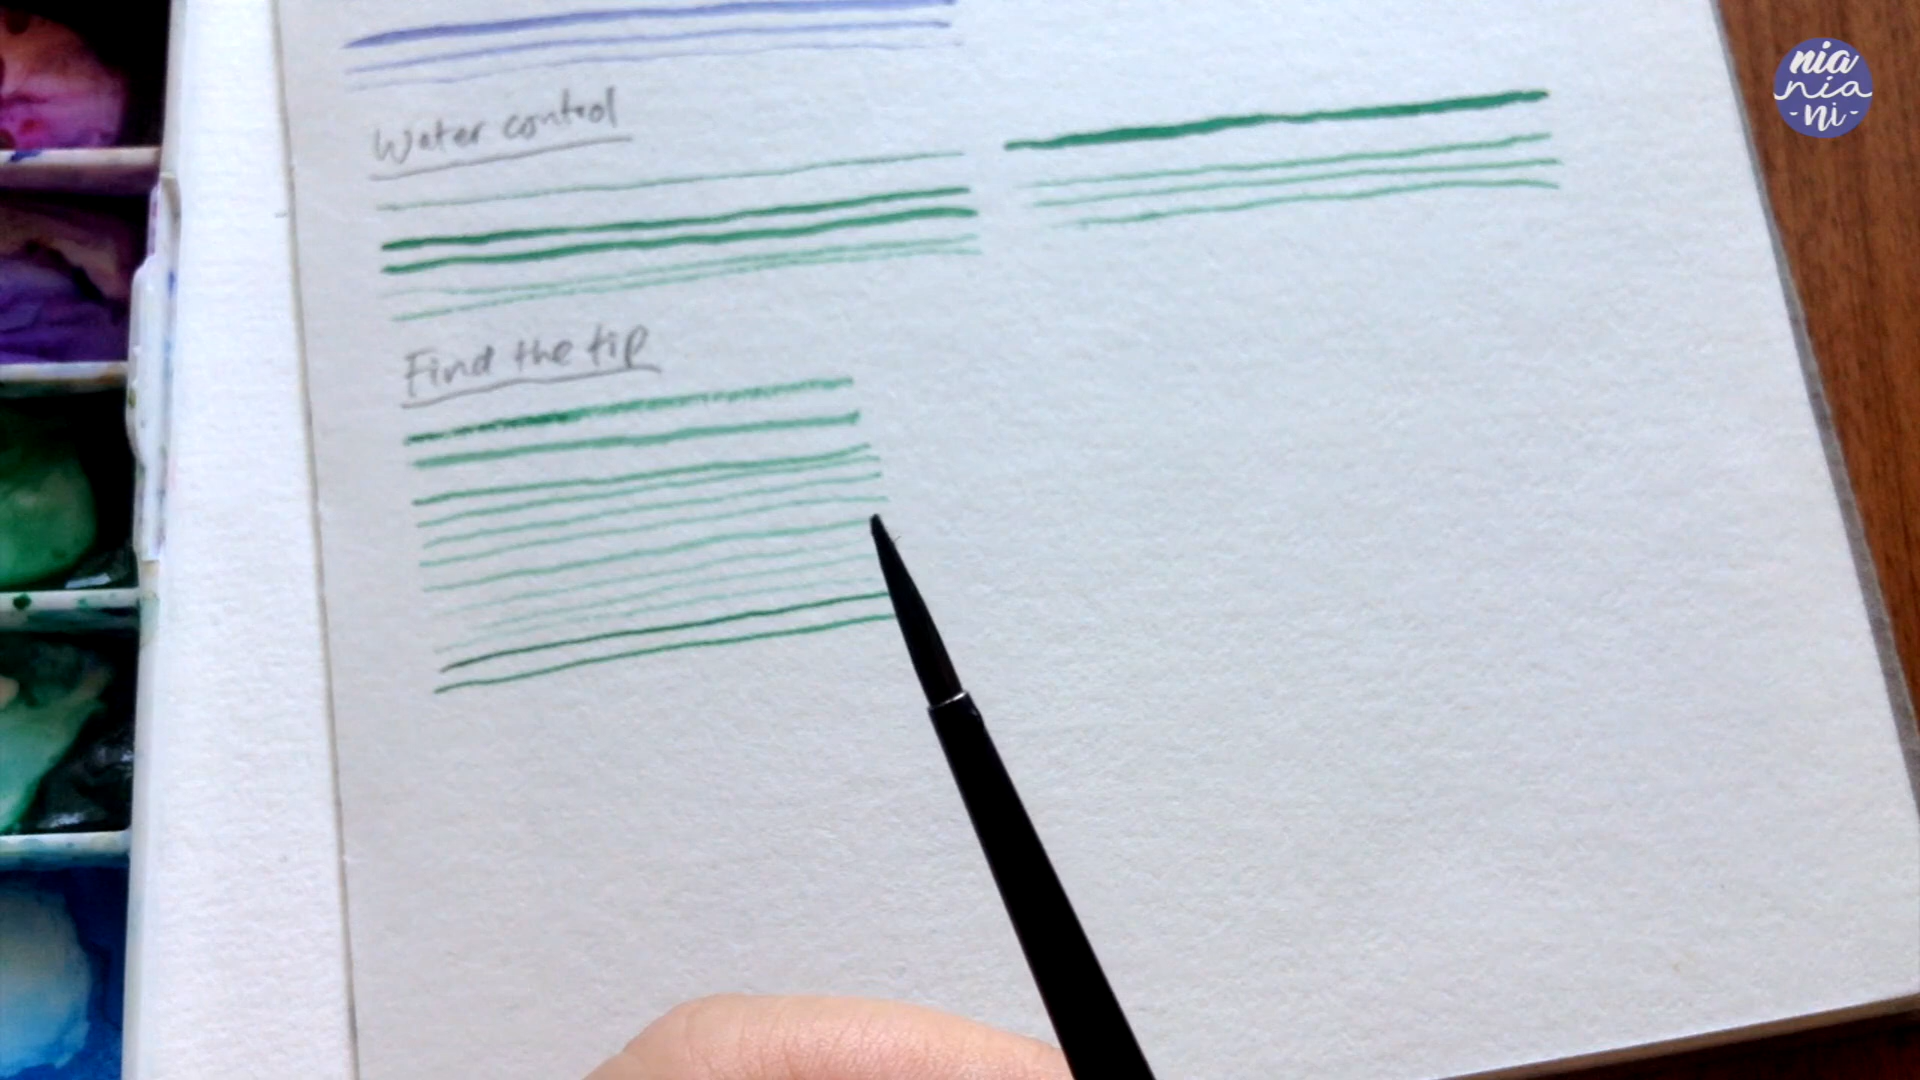 Water control
Find the tip
nia
nia
-ni-